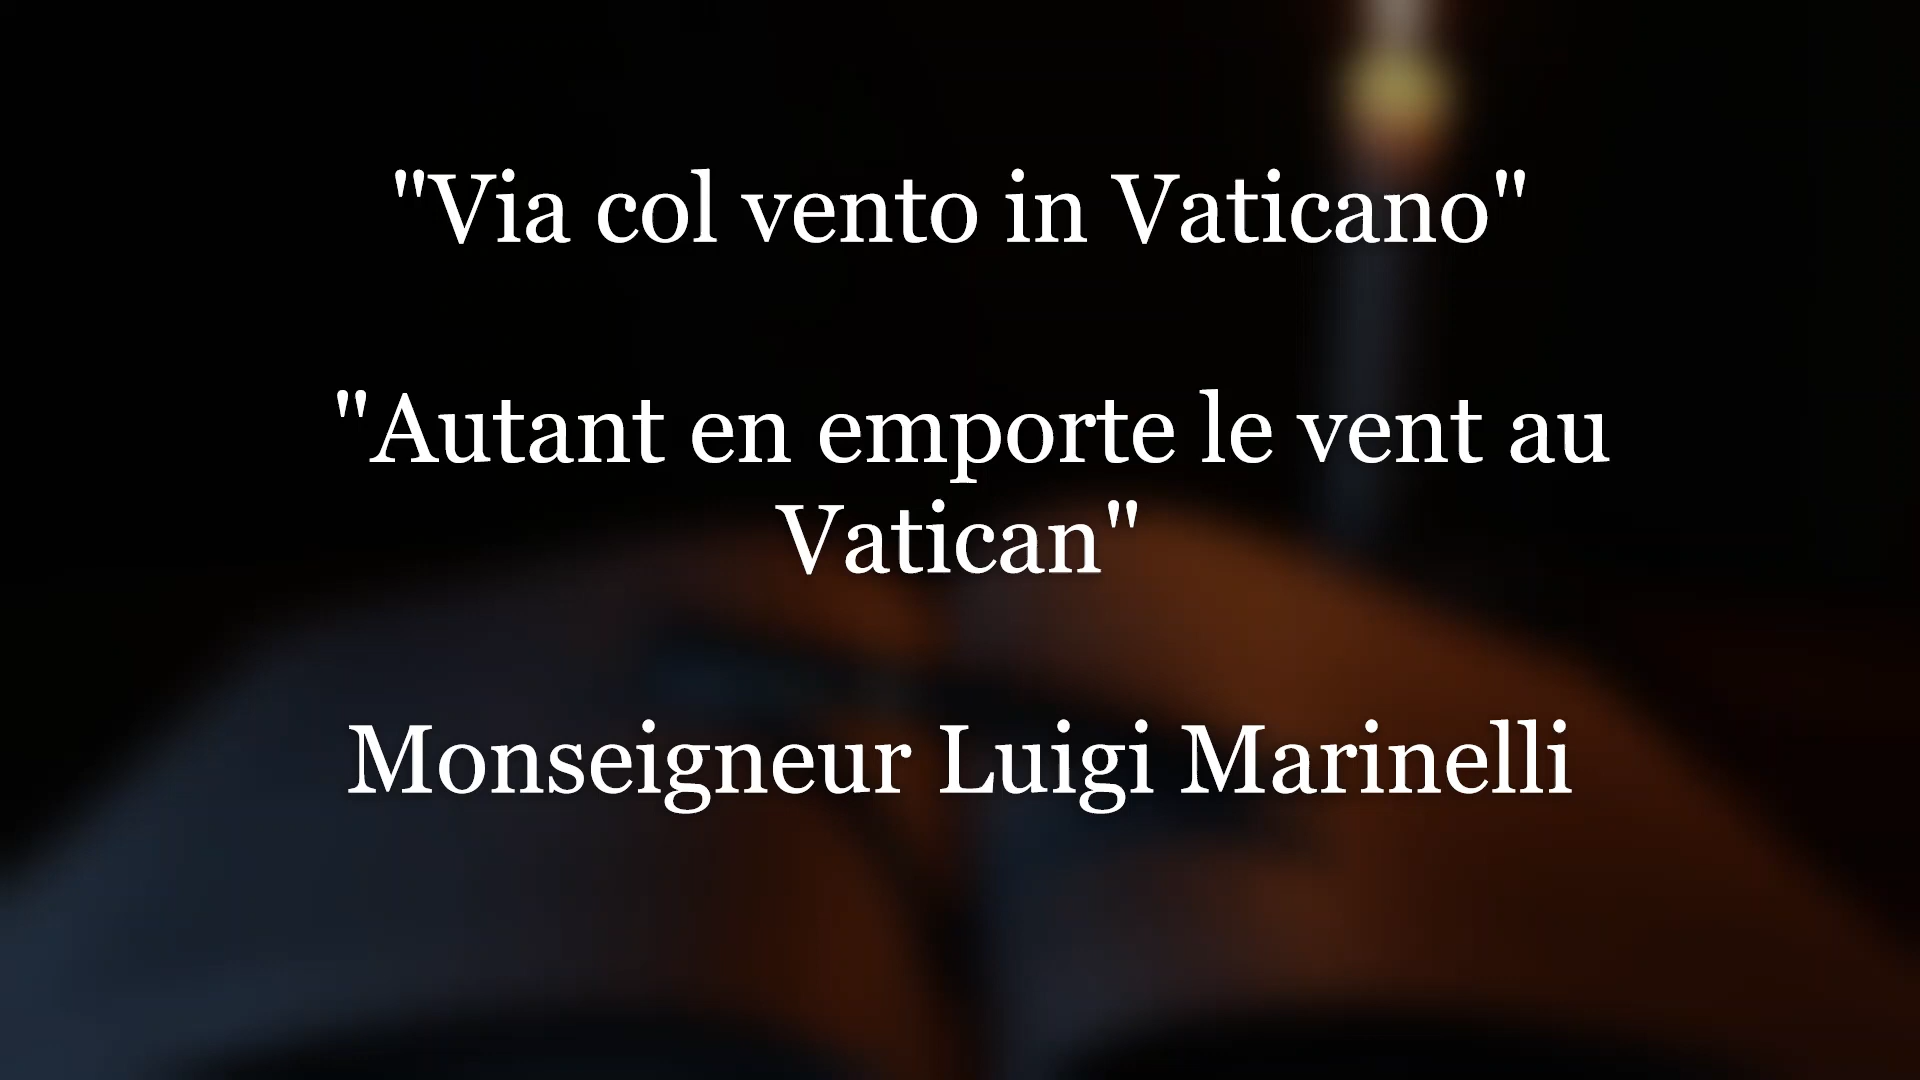 "Via col vento in Vaticano"
"Autant en emporte le vent au
Vatican"
Monseigneur Luigi Marinelli